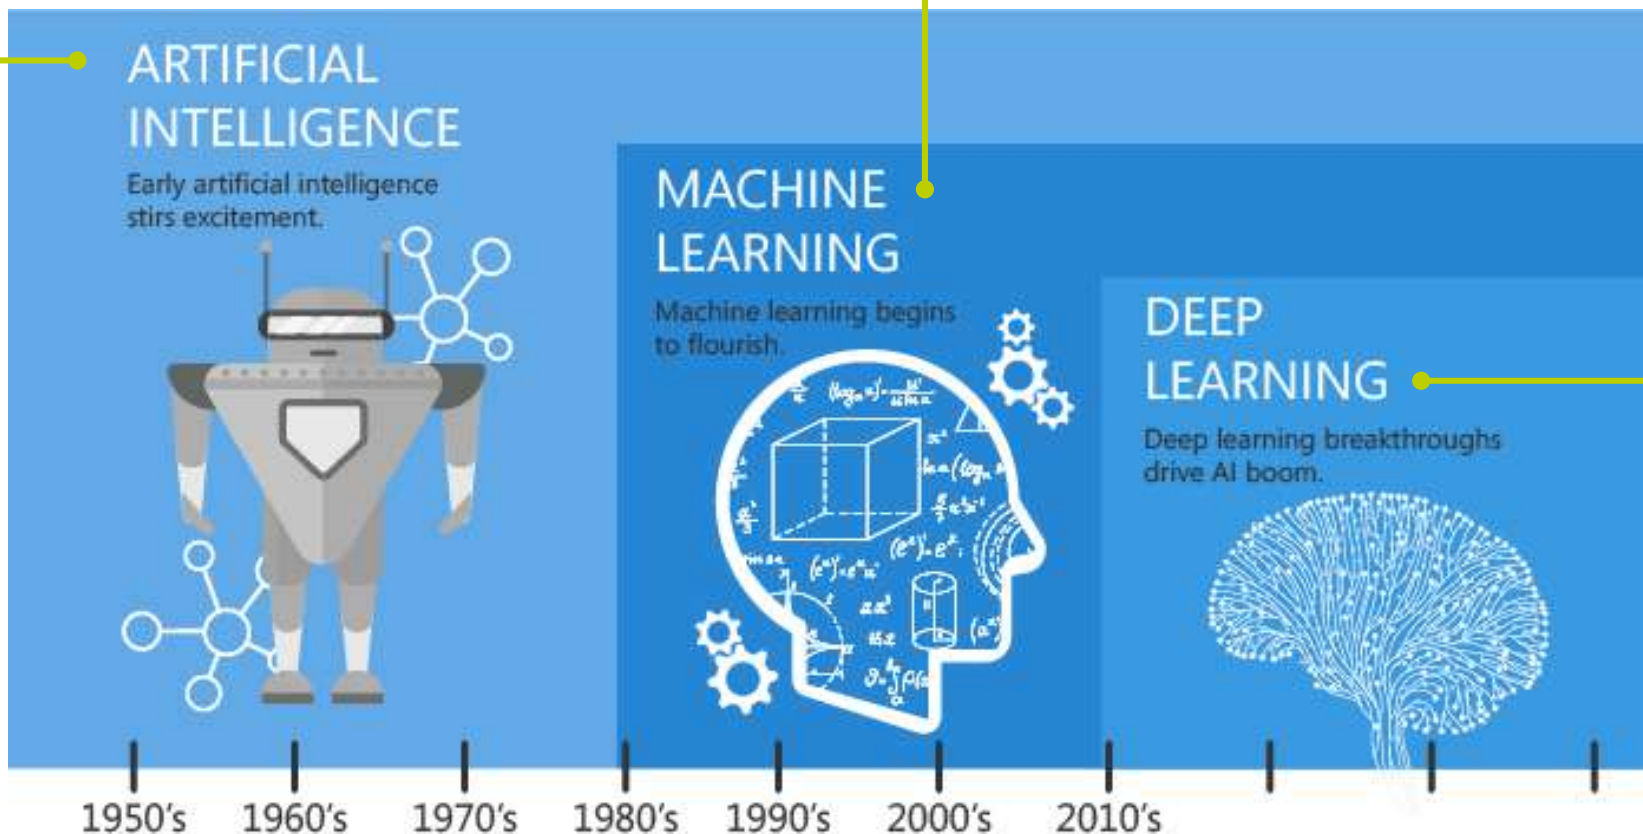 ARTIFICIAL
INTELLIGENCE
Early artificial intelligence
stirs excitement.
MACHINE
LEARNING
Machine learning begins
to flourish.
DEEP
LEARNING
Deep learning breakthroughs
drive AI boom.
1950's 1960's 1970's 1980's 1990's 2000's 2010's